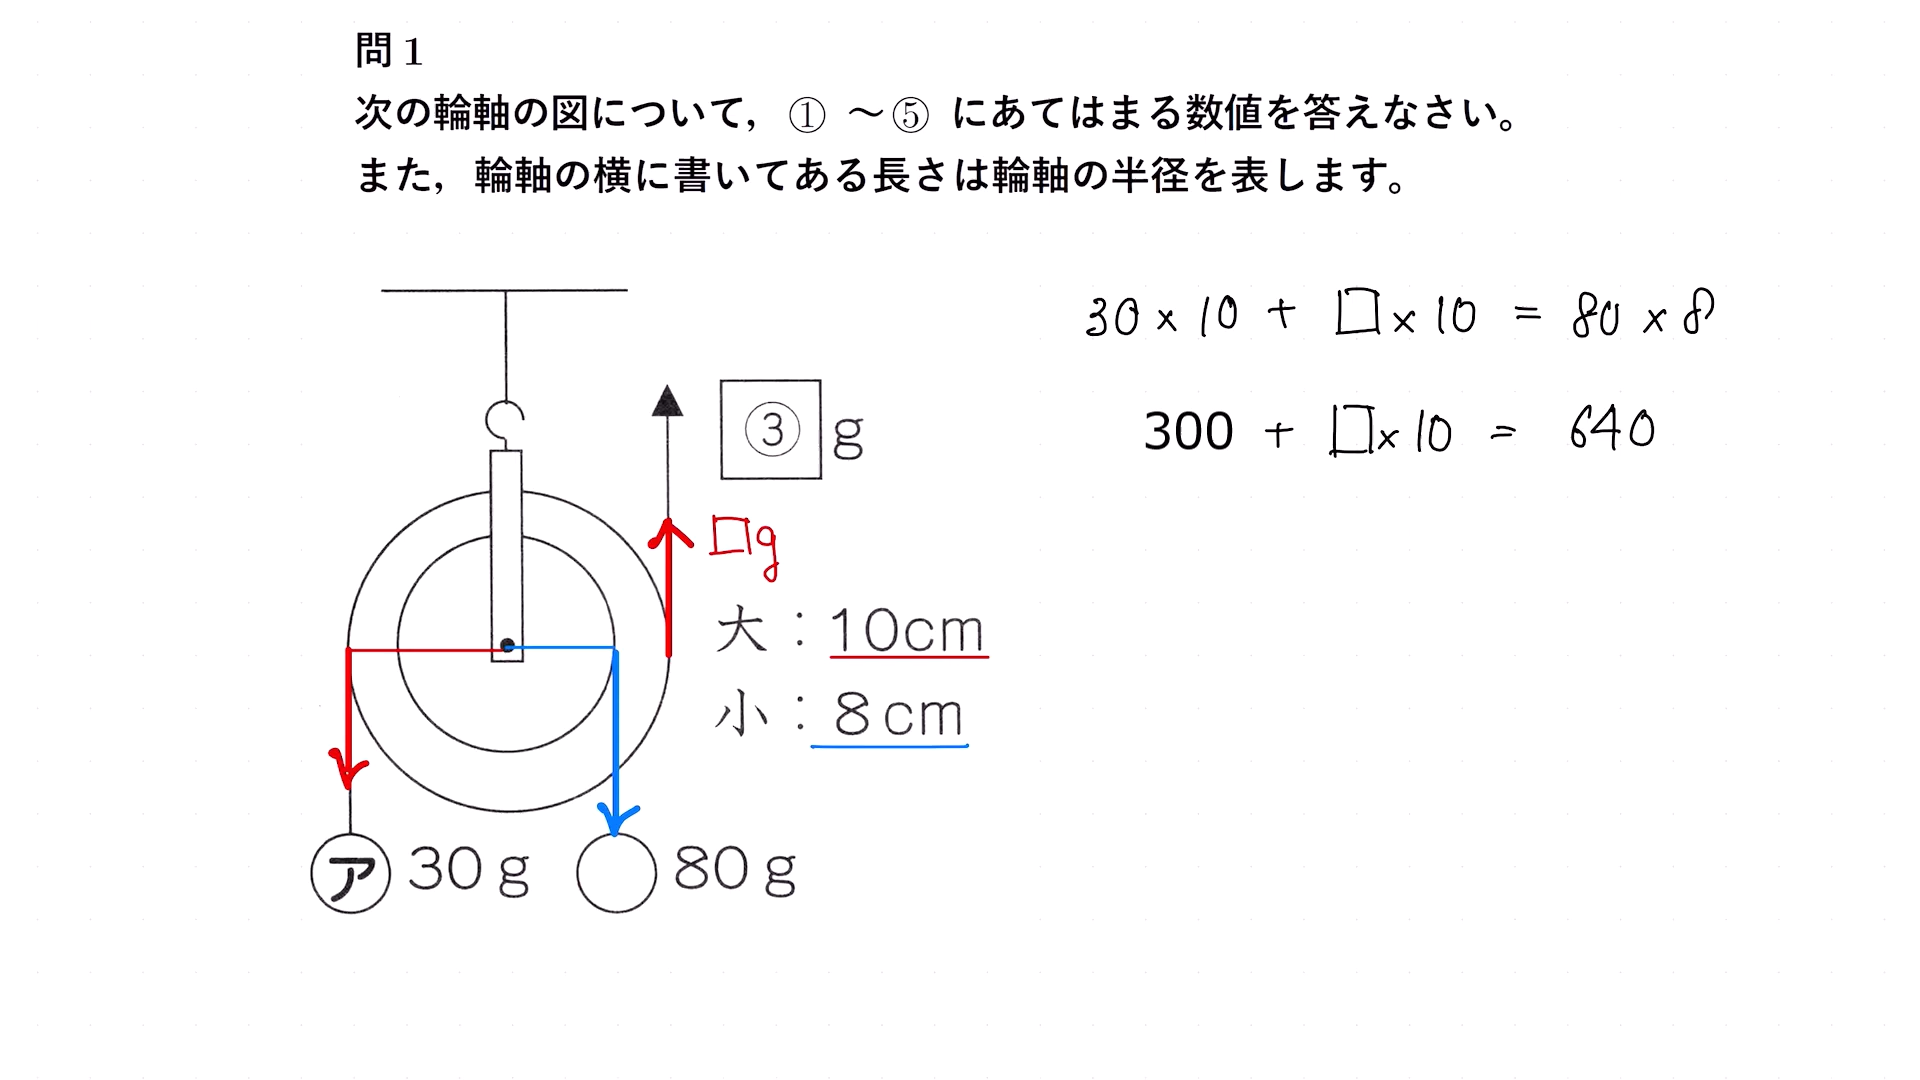 問1
次の輪軸の図について, ① ～⑤ にあてはまる数値を答えなさい。
また, 輪軸の横に書いてある長さは輪軸の半径を表します。
30 × 10 + □ × 10 = 80 × 8
300 + □ × 10 = 640
③ g
□g
大：10cm
小：8cm
ア 30g
80g